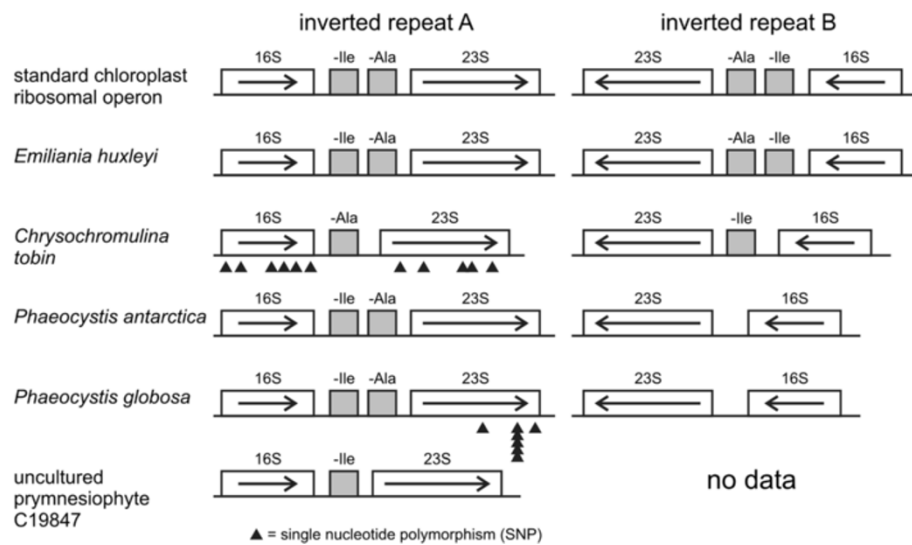 inverted repeat A inverted repeat B
16S -Ile -Ala 23S 23S -Ala -Ile 16S
standard chloroplast
ribosomal operon
16S -Ile -Ala 23S 23S -Ala -Ile 16S
Emiliania huxleyi
16S -Ala 23S 23S -Ile 16S
Chrysochromulina
tobin
16S -Ile -Ala 23S 23S 16S
Phaeocystis antarctica
16S -Ile -Ala 23S 23S 16S
Phaeocystis globosa
16S -Ile 23S
uncultured
prymnesiophyte
C19847
no data
▲ = single nucleotide polymorphism (SNP)